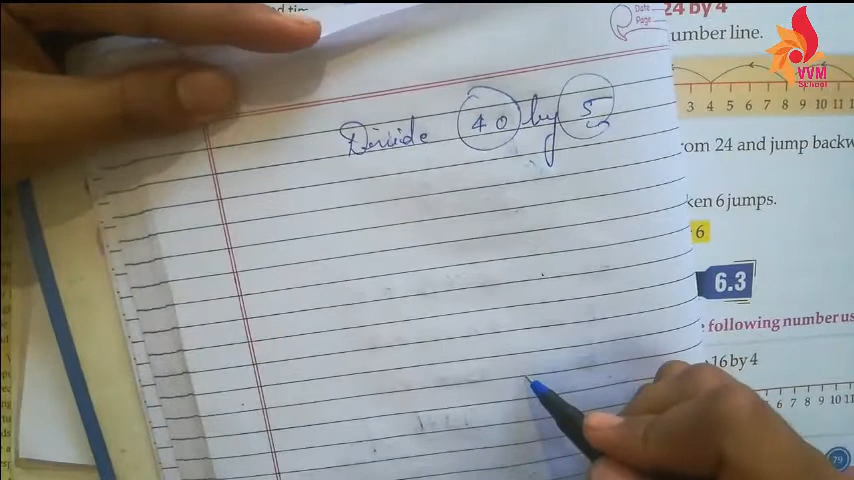 Date
Page
24 by 4
Divide 40 by 5
umber line.
VVM
School
3 4 5 6 7 8 9 10 11
rom 24 and jump backw
ken 6 jumps.
6
6.3
following number us
16 by 4
6 7 8 9 10 11
79